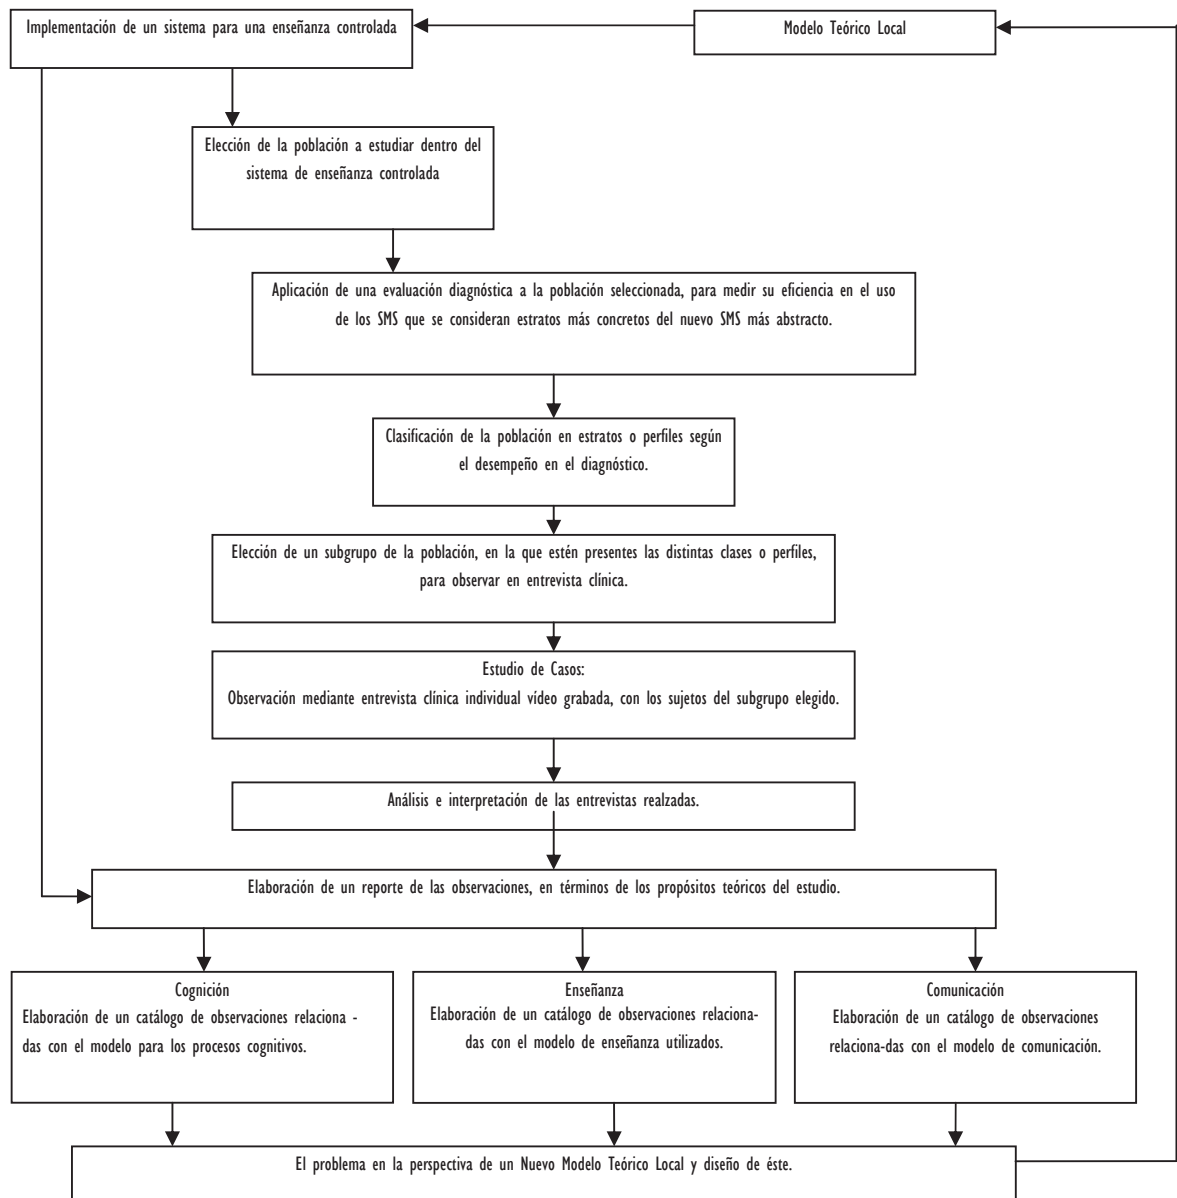 Implementación de un sistema para una enseñanza controlada
Modelo Teórico Local
Elección de la población a estudiar dentro del
sistema de enseñanza controlada
Aplicación de una evaluación diagnóstica a la población seleccionada, para medir su eficiencia en el uso
de los SMS que se consideran estratos más concretos del nuevo SMS más abstracto.
Clasificación de la población en estratos o perfiles según
el desempeño en el diagnóstico.
Elección de un subgrupo de la población, en la que estén presentes las distintas clases o perfiles,
para observar en entrevista clínica.
Estudio de Casos:
Observación mediante entrevista clínica individual vídeo grabada, con los sujetos del subgrupo elegido.
Análisis e interpretación de las entrevistas realzadas.
Elaboración de un reporte de las observaciones, en términos de los propósitos teóricos del estudio.
Cognición
Elaboración de un catálogo de observaciones relaciona -
das con el modelo para los procesos cognitivos.
Enseñanza
Elaboración de un catálogo de observaciones relaciona-
das con el modelo de enseñanza utilizados.
Comunicación
Elaboración de un catálogo de observaciones
relaciona-das con el modelo de comunicación.
El problema en la perspectiva de un Nuevo Modelo Teórico Local y diseño de éste.